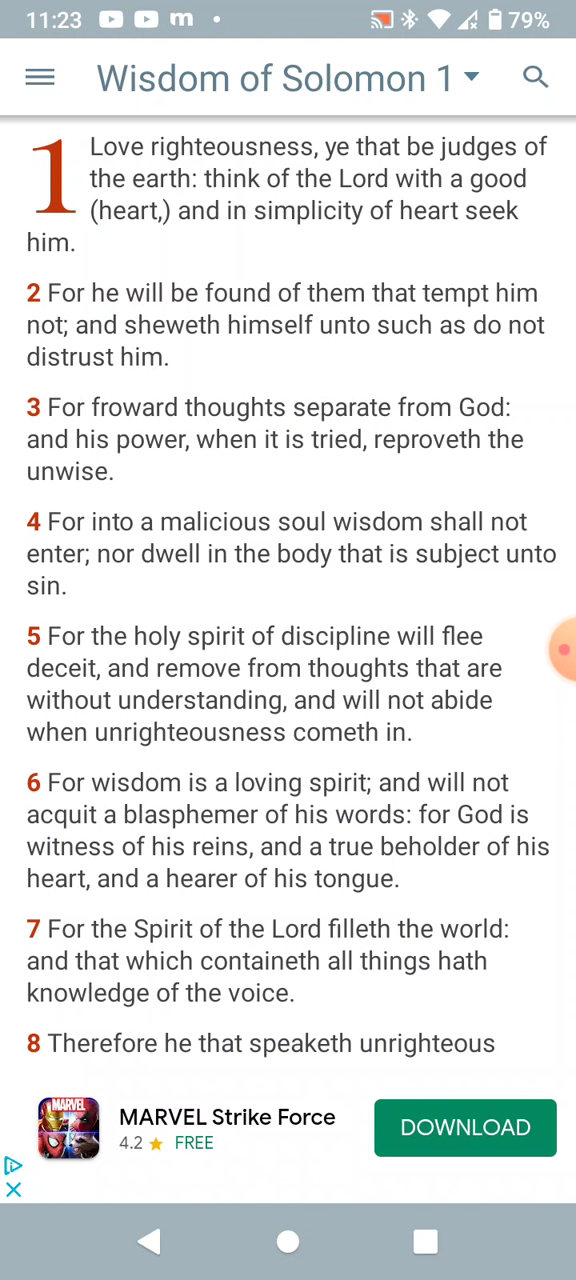 11:23 m 79%
Wisdom of Solomon 1
1 Love righteousness, ye that be judges of
the earth: think of the Lord with a good
(heart,) and in simplicity of heart seek
him.
2 For he will be found of them that tempt him
not; and sheweth himself unto such as do not
distrust him.
3 For froward thoughts separate from God:
and his power, when it is tried, reproveth the
unwise.
4 For into a malicious soul wisdom shall not
enter; nor dwell in the body that is subject unto
sin.
5 For the holy spirit of discipline will flee
deceit, and remove from thoughts that are
without understanding, and will not abide
when unrighteousness cometh in.
6 For wisdom is a loving spirit; and will not
acquit a blasphemer of his words: for God is
witness of his reins, and a true beholder of his
heart, and a hearer of his tongue.
7 For the Spirit of the Lord filleth the world:
and that which containeth all things hath
knowledge of the voice.
8 Therefore he that speaketh unrighteous
MARVEL
MARVEL Strike Force
4.2 ★ FREE
DOWNLOAD